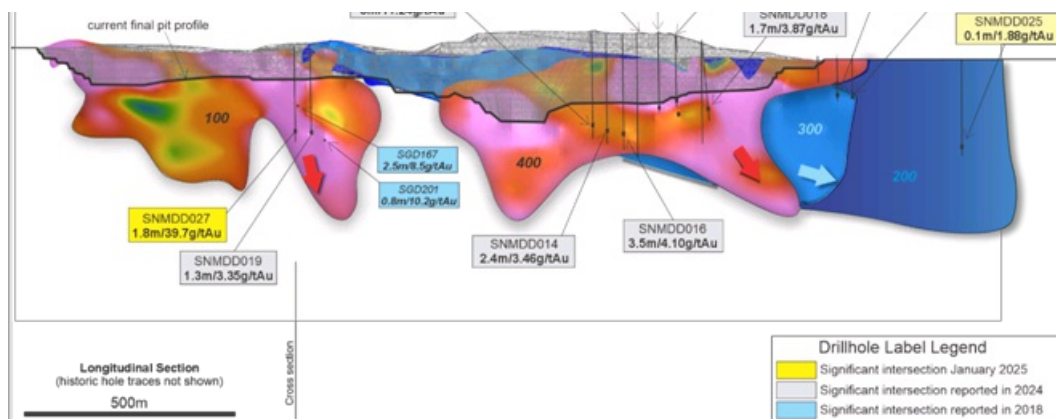 current final pit profile
SNMDD018
1.7m/3.87g/tAu
SNMDD025
0.1m/1.88g/tAu
100
300
200
400
SGD167
2.5m/8.5g/tAu
SGD201
0.8m/10.2g/tAu
SNMDD027
1.8m/39.7g/tAu
SNMDD019
1.3m/3.35g/tAu
SNMDD014
2.4m/3.46g/tAu
SNMDD016
3.5m/4.10g/tAu
Longitudinal Section
(historic hole traces not shown)
500m
Cross section
Drillhole Label Legend
Significant intersection January 2025
Significant intersection reported in 2024
Significant intersection reported in 2018